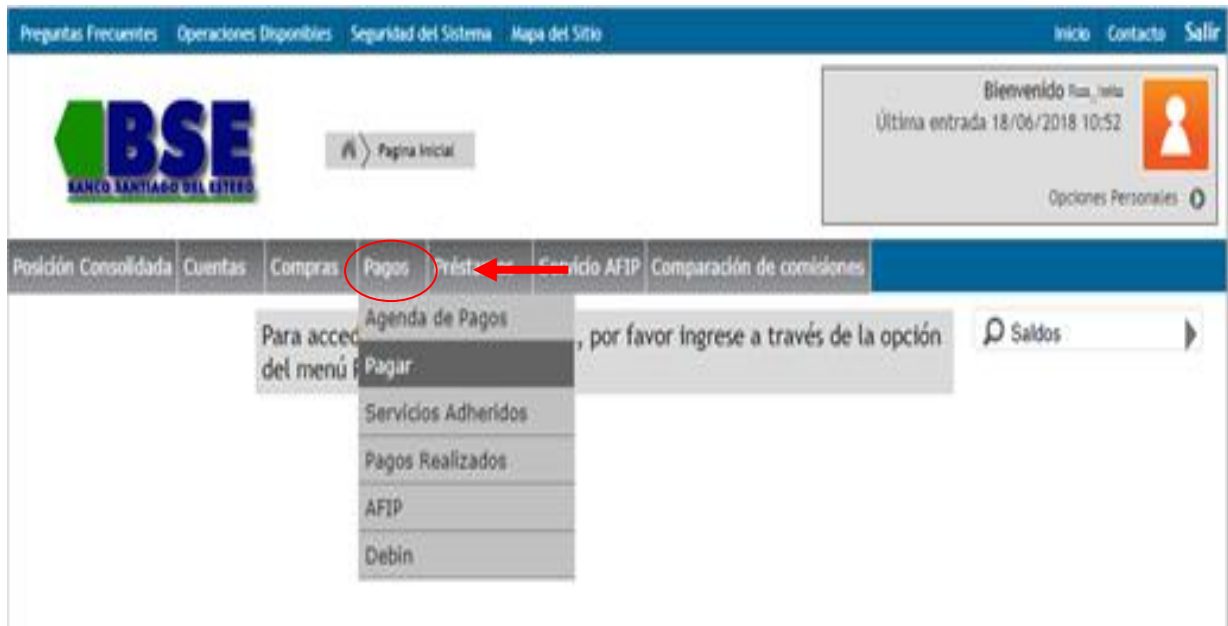 Preguntas Frecuentes Operaciones Disponibles Seguridad del Sistema Mapa del Sitio Inicio Contacto Salir
Bienvenido
Última entrada 18/06/2018 10:52
BSE
BANCO SANTIAGO DEL ESTERO
Pagina Inicial
Opciones Personales
Posición Consolidada Cuentas Compras Pagos Servicio AFIP Comparación de comisiones
Agenda de Pagos
Para , por favor ingrese a través de la opción
del menú
Saldos
Pagar
Servicios Adheridos
Pagos Realizados
AFIP
Debin